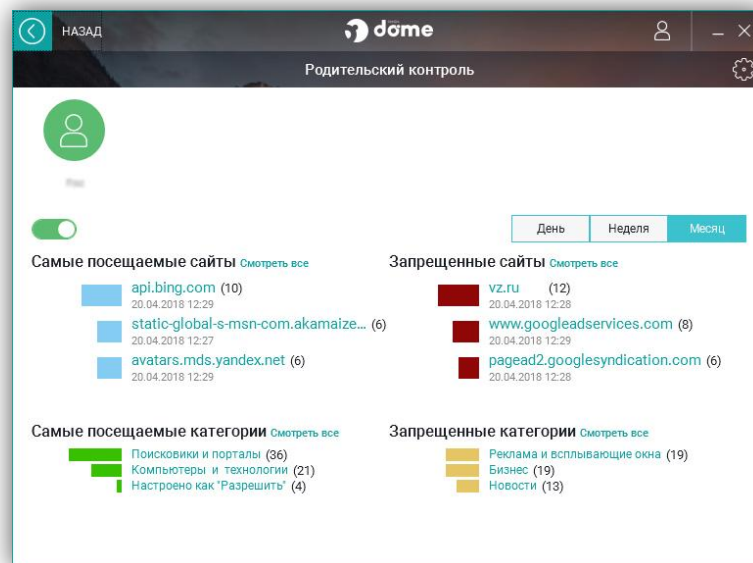 НАЗАД
dome
Родительский контроль
День
Неделя
Месяц
Самые посещаемые сайты Смотреть все
api.bing.com (10)
20.04.2018 12:29
static-global-s-msn-com.akamaize... (6)
20.04.2018 12:27
avatars.mds.yandex.net (6)
20.04.2018 12:29
Запрещенные сайты Смотреть все
vz.ru (12)
20.04.2018 12:28
www.googleadservices.com (8)
20.04.2018 12:29
pagead2.googlesyndication.com (6)
20.04.2018 12:28
Самые посещаемые категории Смотреть все
Поисковики и порталы (36)
Компьютеры и технологии (21)
Настроено как "Разрешить" (4)
Запрещенные категории Смотреть все
Реклама и всплывающие окна (19)
Бизнес (19)
Новости (13)